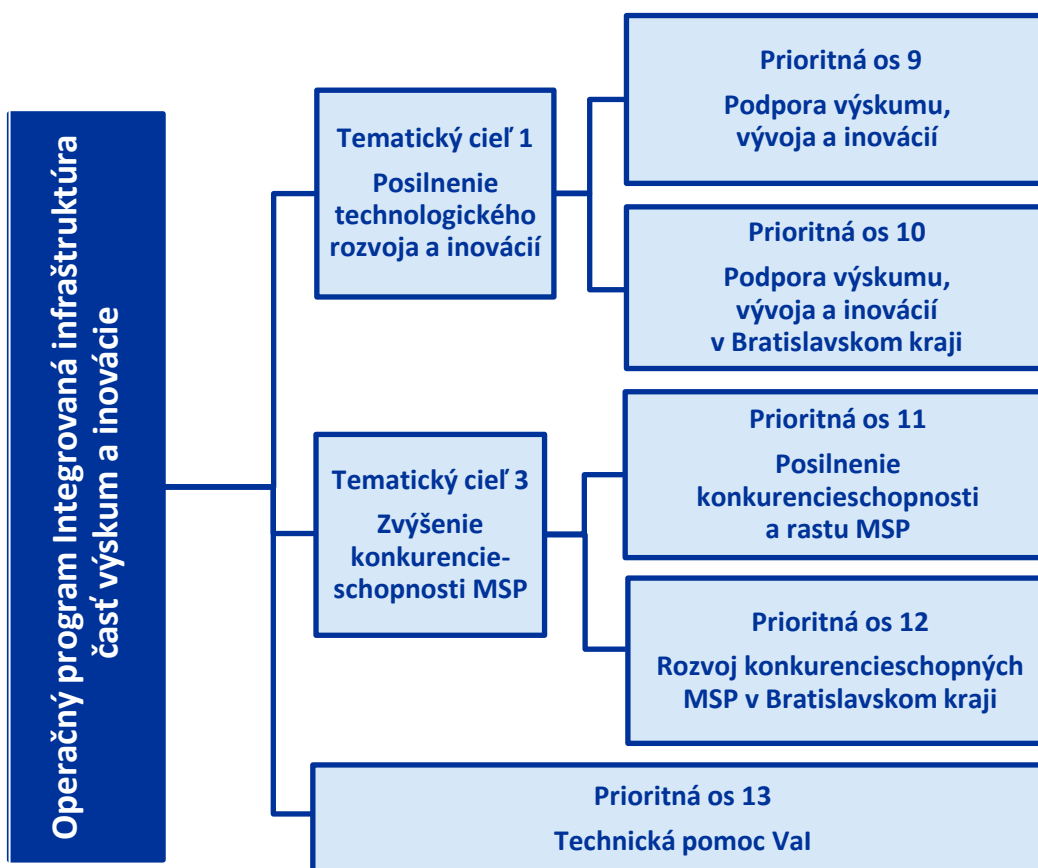 Operačný program Integrovaná infraštruktúra
časť výskum a inovácie
Tematický cieľ 1
Posilnenie
technologického
rozvoja a inovácií
Prioritná os 9
Podpora výskumu,
vývoja a inovácií
Prioritná os 10
Podpora výskumu,
vývoja a inovácií
v Bratislavskom kraji
Tematický cieľ 3
Zvýšenie
konkurencie-
schopnosti MSP
Prioritná os 11
Posilnenie
konkurencieschopnosti
a rastu MSP
Prioritná os 12
Rozvoj konkurencieschopných
MSP v Bratislavskom kraji
Prioritná os 13
Technická pomoc VaI